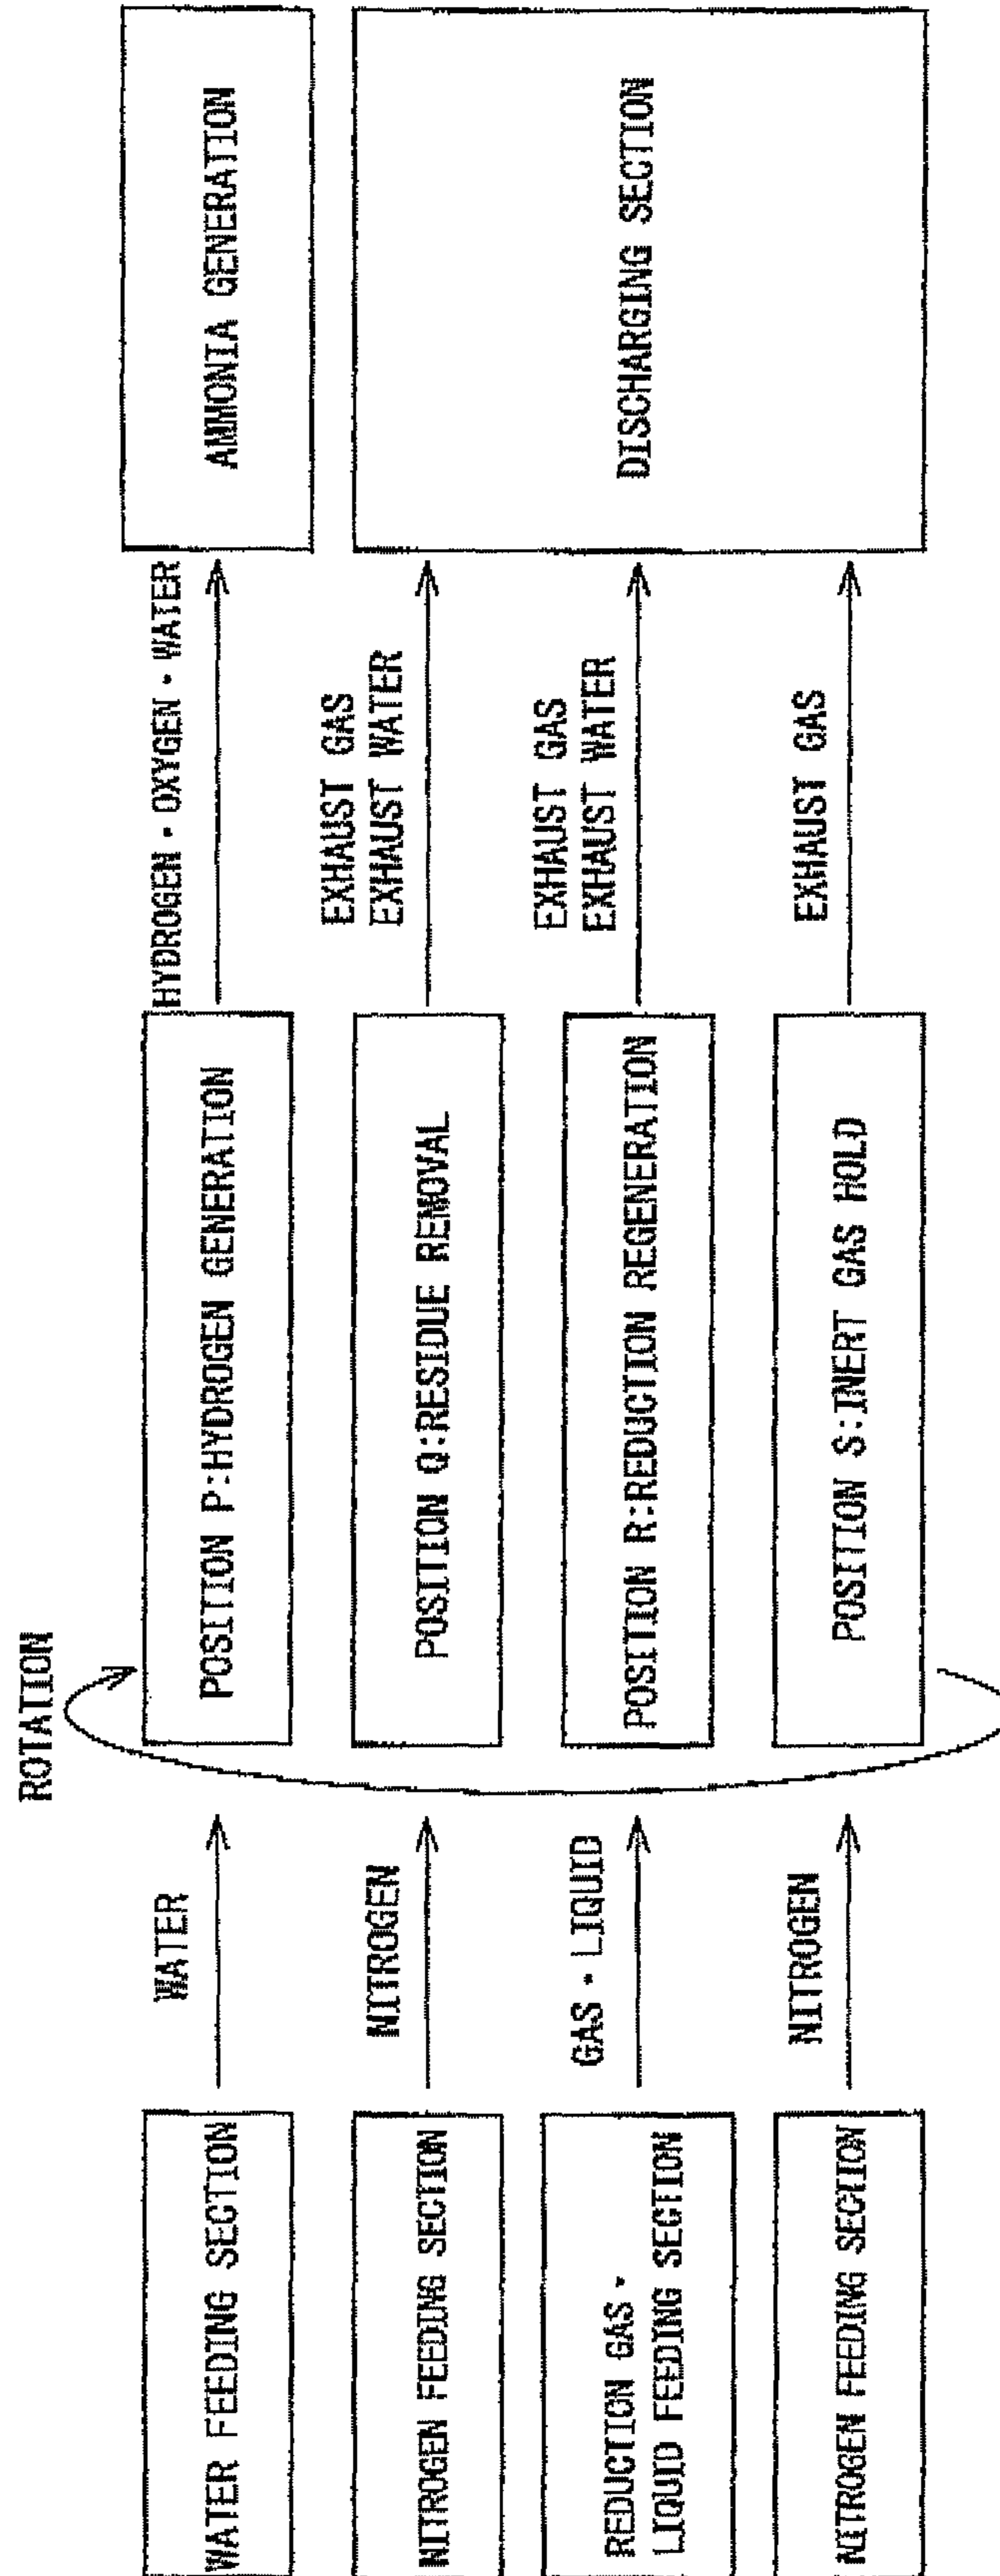 ROTATION
WATER FEEDING SECTION
WATER
POSITION P:HYDROGEN GENERATION
HYDROGEN · OXYGEN · WATER
AMMONIA GENERATION
NITROGEN FEEDING SECTION
NITROGEN
POSITION Q:RESIDUE REMOVAL
EXHAUST GAS
EXHAUST WATER
DISCHARGING SECTION
REDUCTION GAS ·
LIQUID FEEDING SECTION
GAS · LIQUID
POSITION R:REDUCTION REGENERATION
EXHAUST GAS
EXHAUST WATER
NITROGEN FEEDING SECTION
NITROGEN
POSITION S:INERT GAS HOLD
EXHAUST GAS